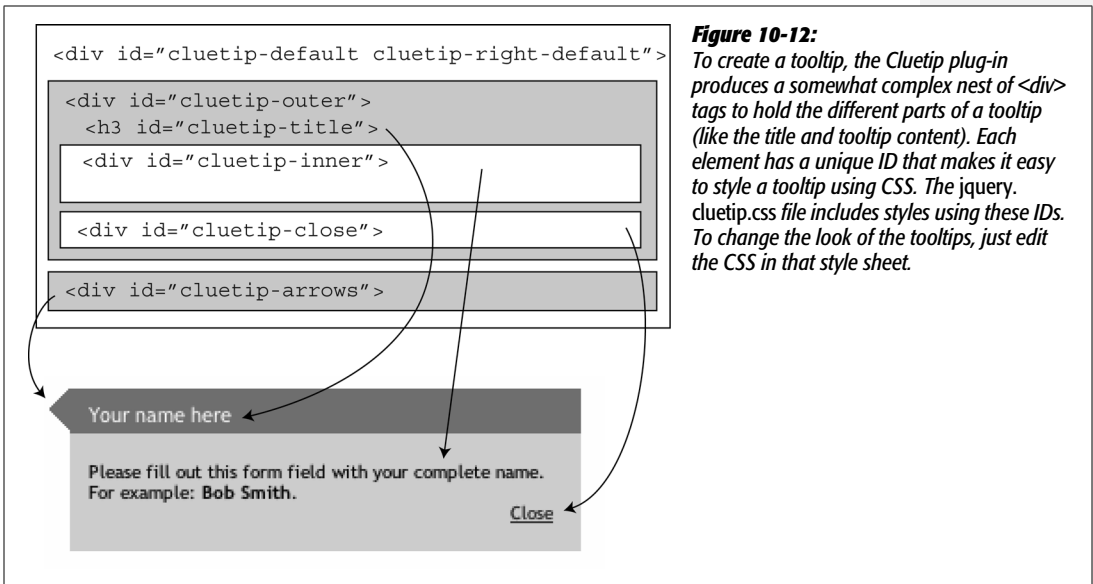 <div id="cluetip-default cluetip-right-default">
<div id="cluetip-outer">
<h3 id="cluetip-title">
<div id="cluetip-inner">
<div id="cluetip-close">
<div id="cluetip-arrows">
Your name here
Please fill out this form field with your complete name.
For example: Bob Smith.
Close
Figure 10-12:
To create a tooltip, the Cluetip plug-in
produces a somewhat complex nest of <div>
tags to hold the different parts of a tooltip
(like the title and tooltip content). Each
element has a unique ID that makes it easy
to style a tooltip using CSS. The jquery.
cluetip.css file includes styles using these IDs.
To change the look of the tooltips, just edit
the CSS in that style sheet.